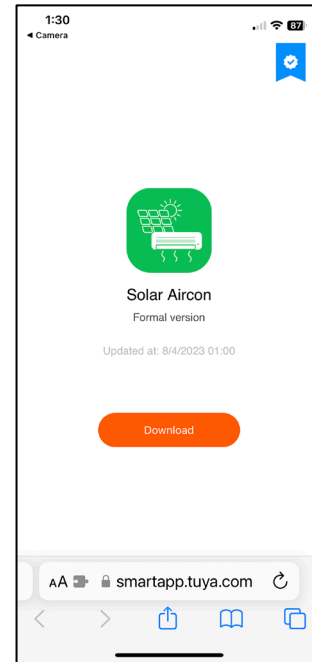 1:30
87
◄ Camera
Solar Aircon
Formal version
Updated at: 8/4/2023 01:00
Download
AA smartapp.tuya.com